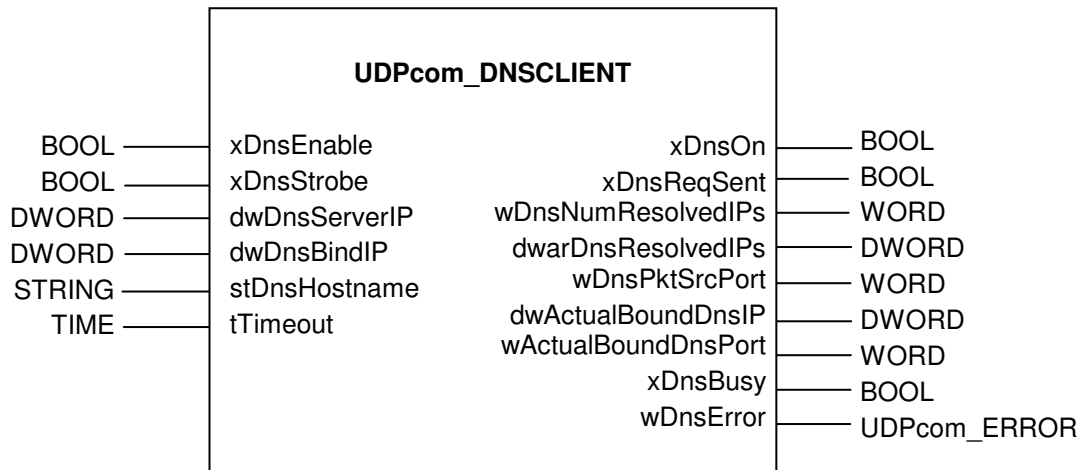 UDPcom_DNSCLIENT
BOOL xDnsEnable xDnsOn BOOL
BOOL xDnsStrobe xDnsReqSent BOOL
DWORD dwDnsServerIP wDnsNumResolvedIPs WORD
DWORD dwDnsBindIP dwarDnsResolvedIPs DWORD
STRING stDnsHostname wDnsPktSrcPort WORD
TIME tTimeout dwActualBoundDnsIP DWORD
wActualBoundDnsPort WORD
xDnsBusy BOOL
wDnsError UDPcom_ERROR